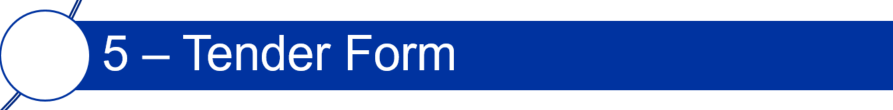 5 – Tender Form